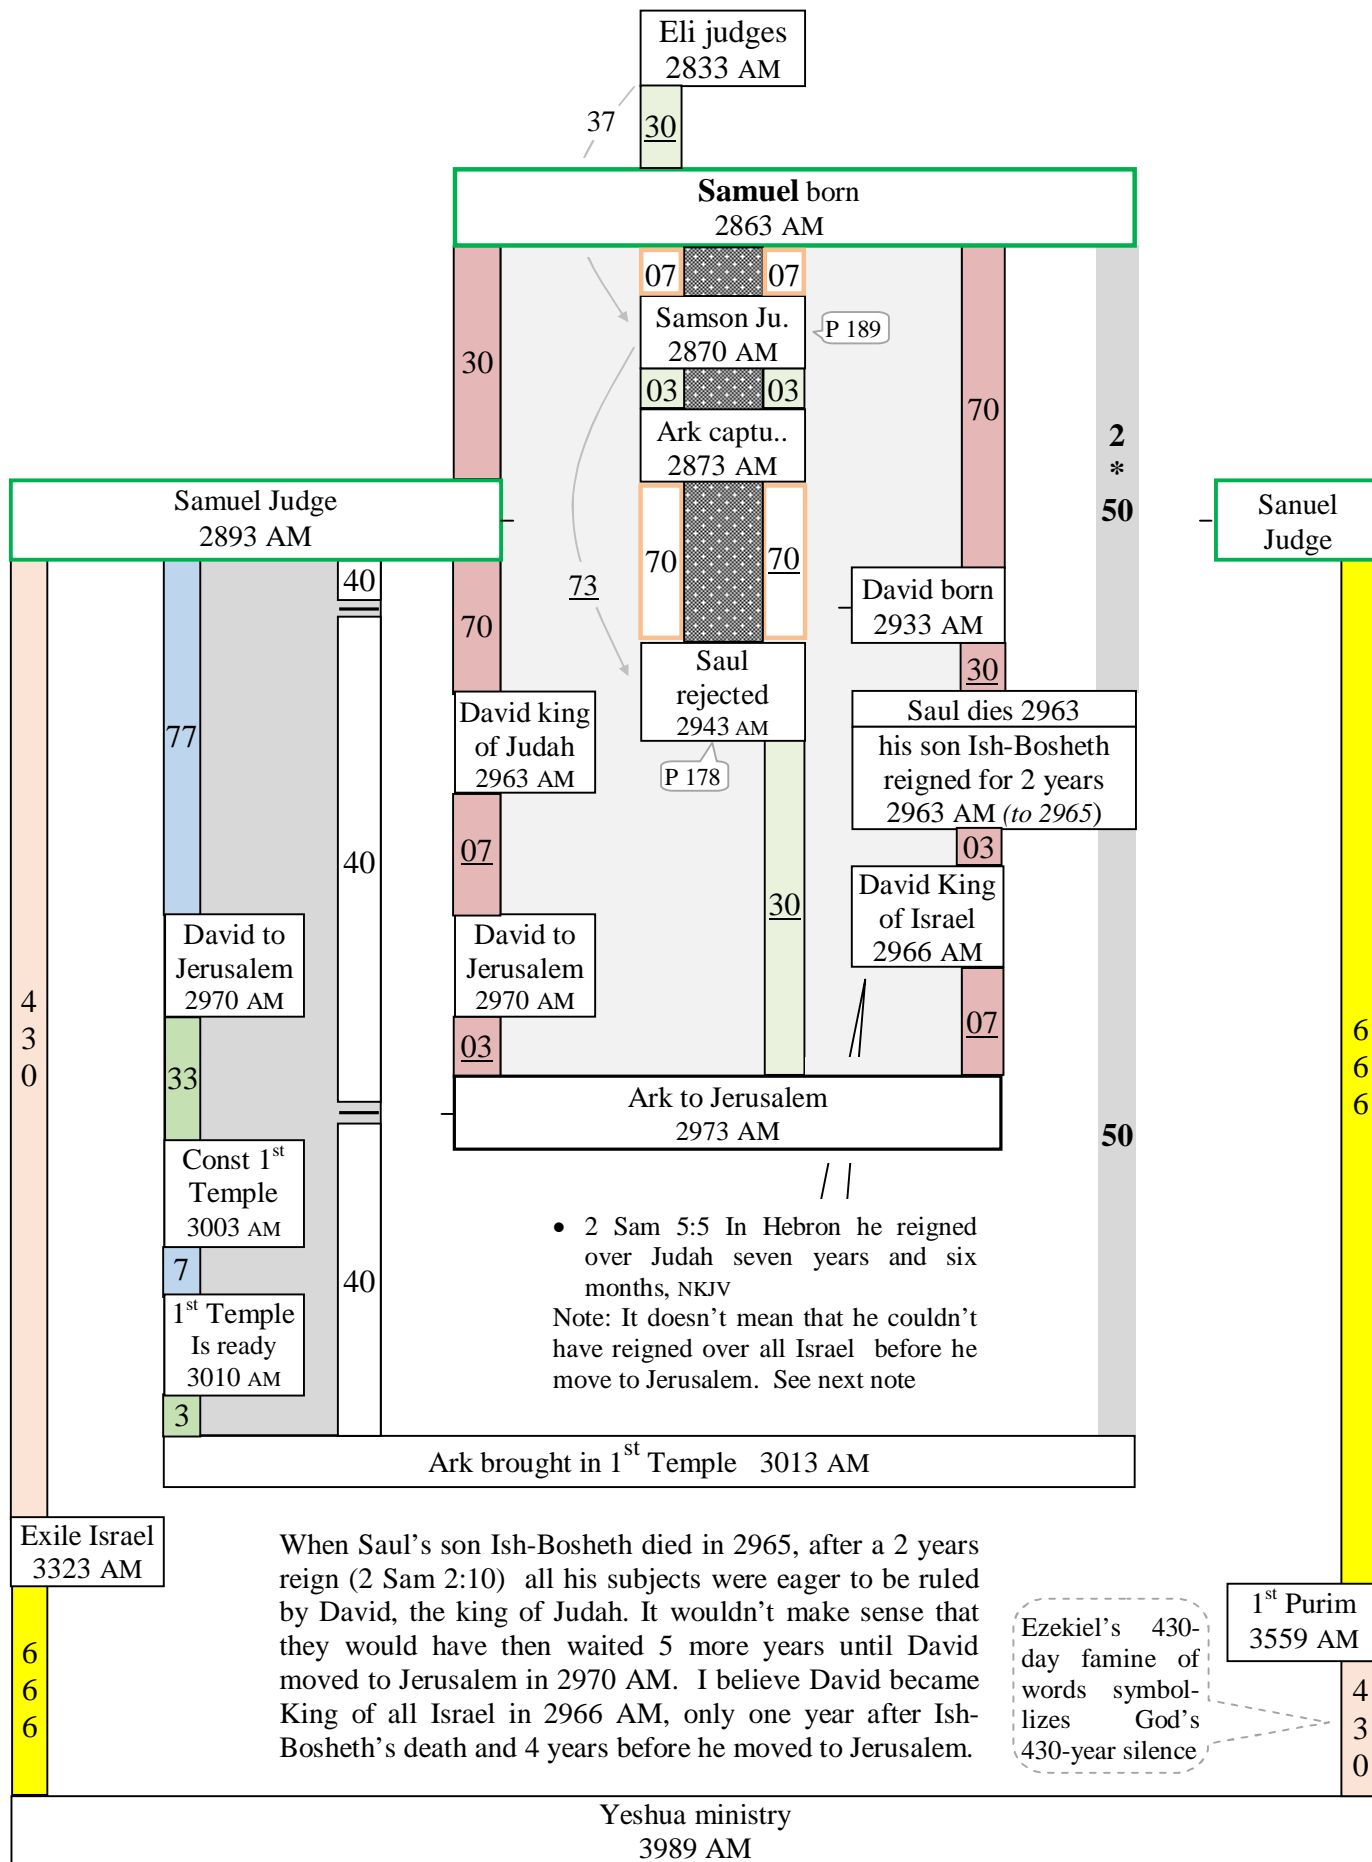 Eli judges
2833 AM
37
30
Samuel born
2863 AM
07
07
30
Samson Ju.
2870 AM
P 189
70
03
03
Ark captu..
2873 AM
2
*
50
Samuel Judge
2893 AM
Sanuel
Judge
40
70
70
73
70
David born
2933 AM
30
77
Saul
rejected
2943 AM
P 178
David king
of Judah
2963 AM
Saul dies 2963
his son Ish-Bosheth
reigned for 2 years
2963 AM (to 2965)
40
07
03
30
David King
of Israel
2966 AM
David to
Jerusalem
2970 AM
David to
Jerusalem
2970 AM
4
3
0
33
03
07
6
6
6
Ark to Jerusalem
2973 AM
50
Const 1st
Temple
3003 AM
7
40
• 2 Sam 5:5 In Hebron he reigned
over Judah seven years and six
months, NKJV
Note: It doesn’t mean that he couldn’t
have reigned over all Israel before he
move to Jerusalem. See next note
1st Temple
Is ready
3010 AM
3
Ark brought in 1st Temple 3013 AM
Exile Israel
3323 AM
When Saul’s son Ish-Bosheth died in 2965, after a 2 years
reign (2 Sam 2:10) all his subjects were eager to be ruled
by David, the king of Judah. It wouldn’t make sense that
they would have then waited 5 more years until David
moved to Jerusalem in 2970 AM. I believe David became
King of all Israel in 2966 AM, only one year after Ish-
Bosheth’s death and 4 years before he moved to Jerusalem.
6
6
6
Ezekiel’s 430-
day famine of
words symbol-
lizes God’s
430-year silence
1st Purim
3559 AM
4
3
0
Yeshua ministry
3989 AM